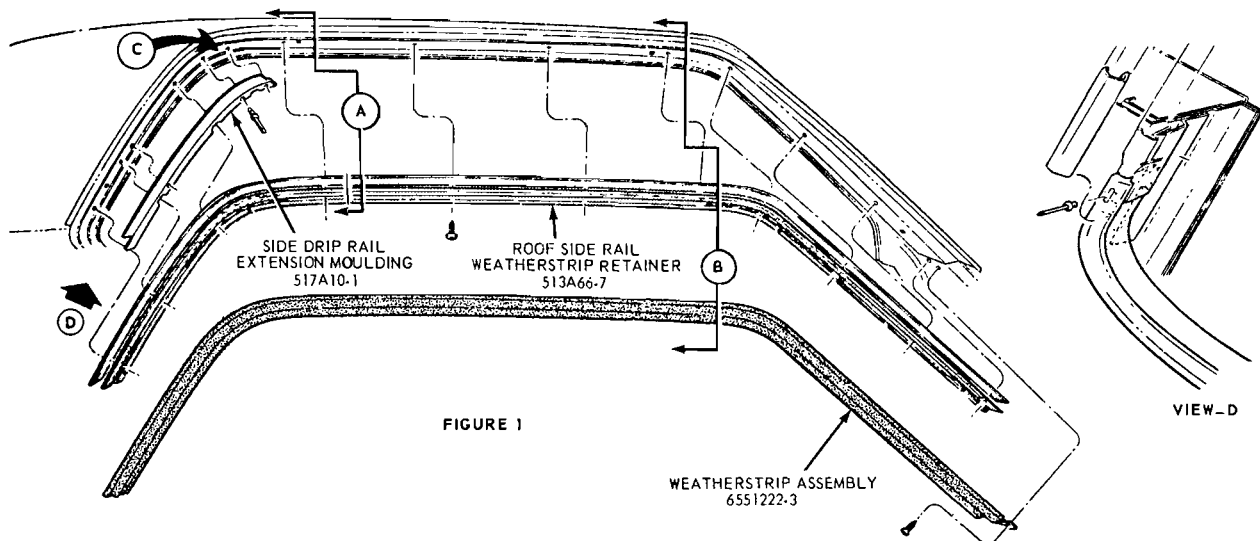 C
A
B
D
SIDE DRIP RAIL
EXTENSION MOULDING
517A10-1
ROOF SIDE RAIL
WEATHERSTRIP RETAINER
513A66-7
FIGURE 1
WEATHERSTRIP ASSEMBLY
6551222-3
VIEW-D